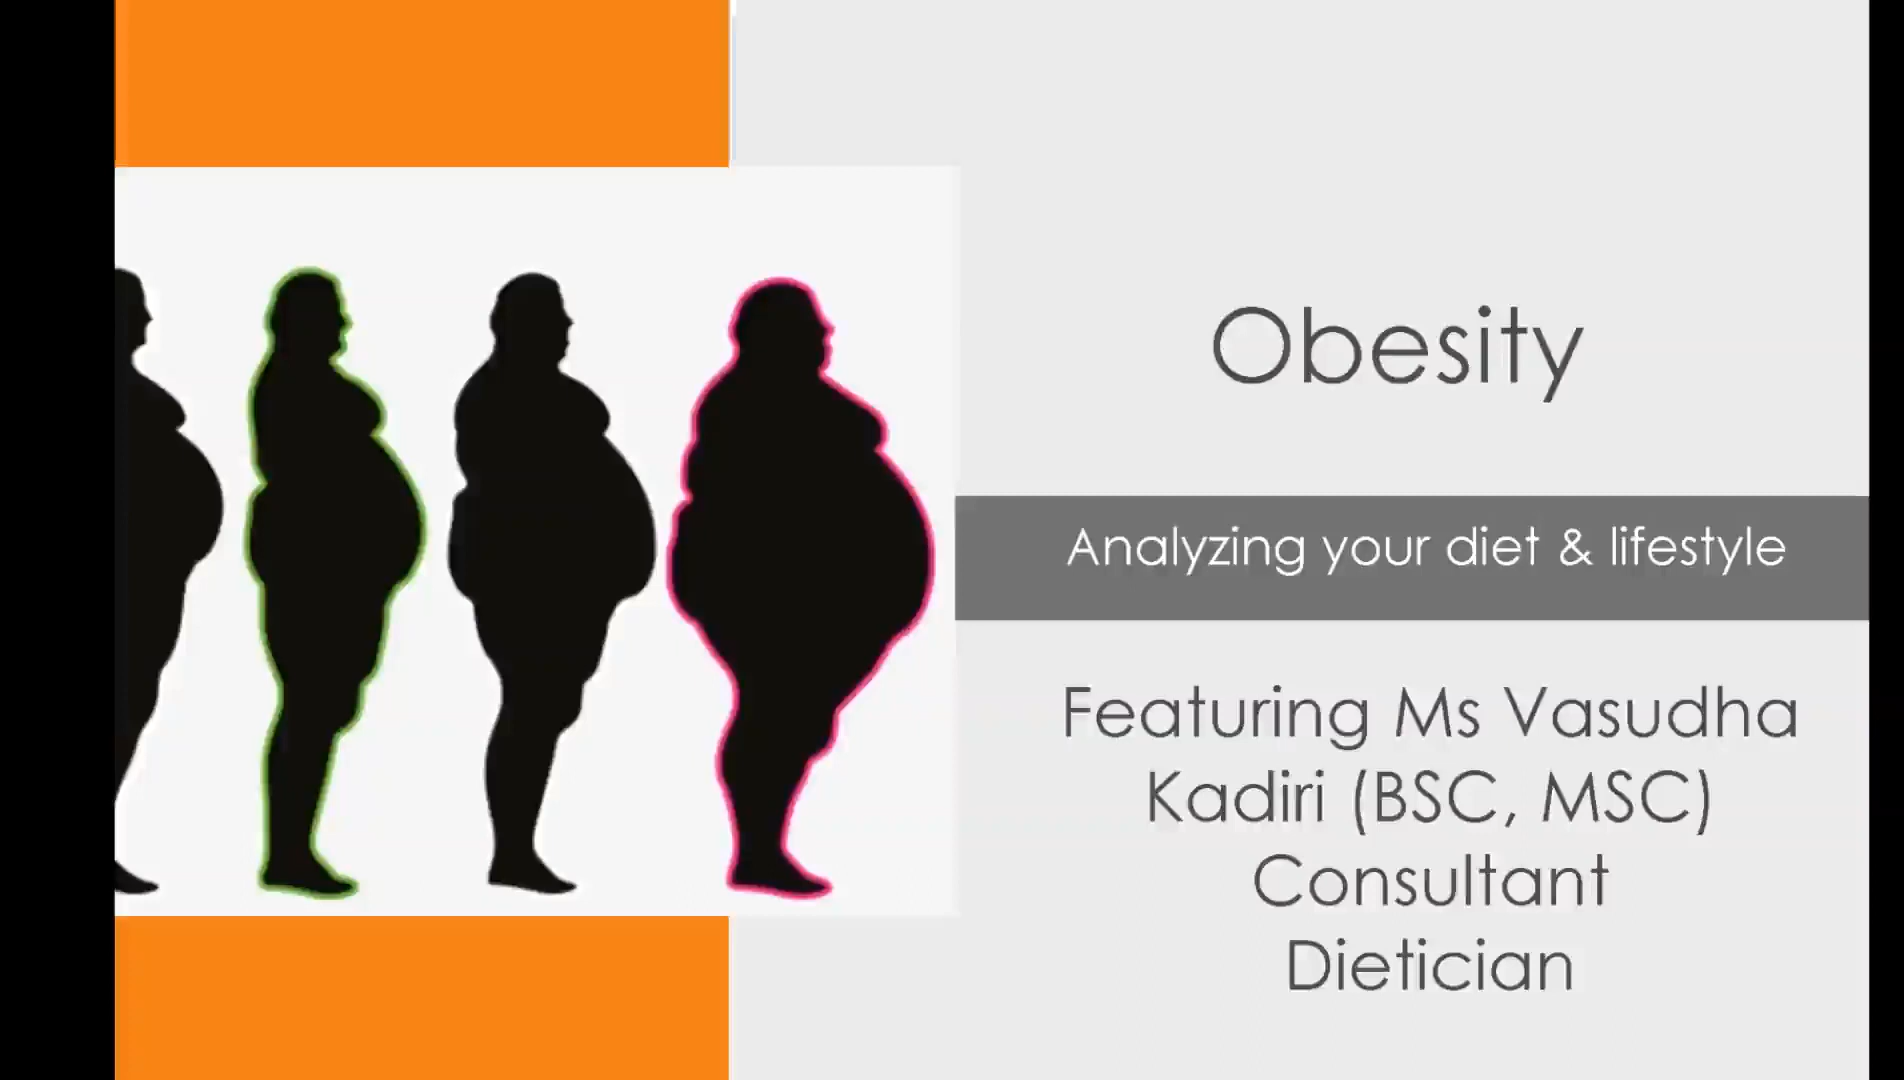 Obesity
Analyzing your diet & lifestyle
Featuring Ms Vasudha
Kadiri (BSC, MSC)
Consultant
Dietician